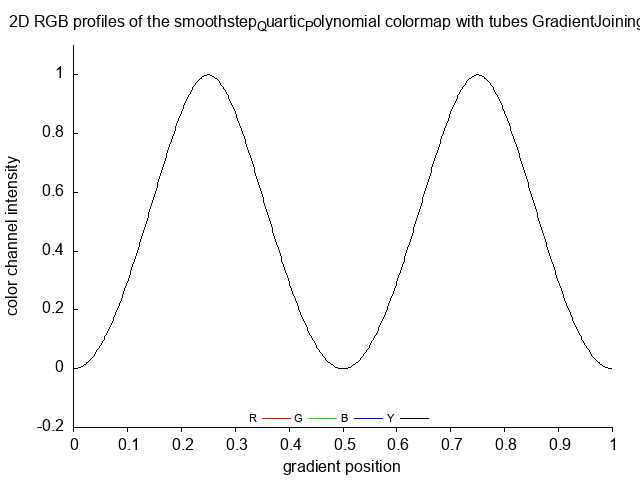 2D RGB profiles of the smoothstepQuarticPolynomial colormap with tubes GradientJoining
color channel intensity
1
0.8
0.6
0.4
0.2
0
-0.2
R G B Y
0 0.1 0.2 0.3 0.4 0.5 0.6 0.7 0.8 0.9 1
gradient position